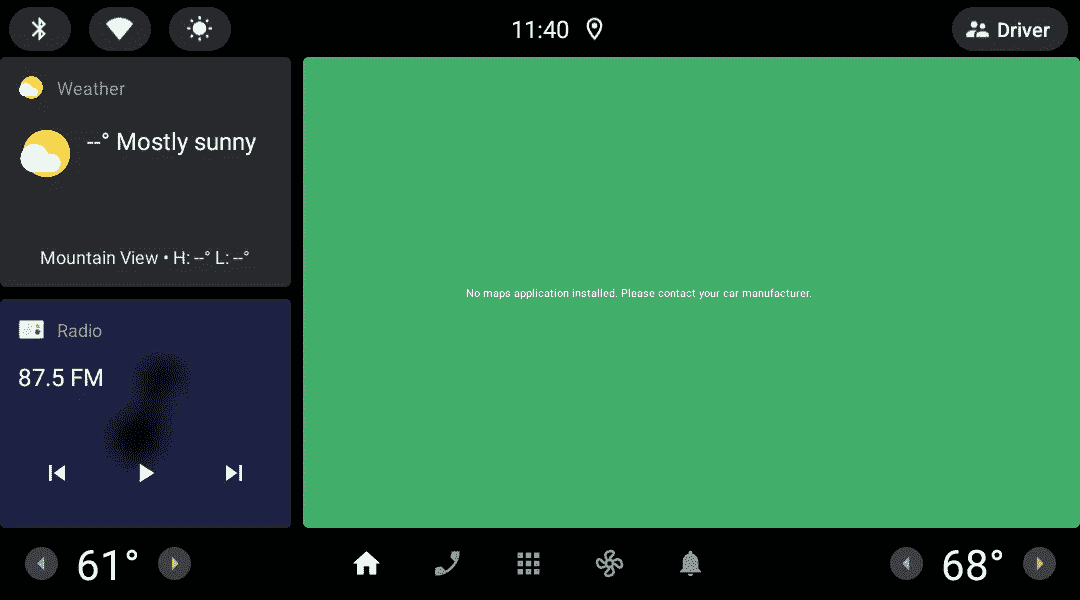 11:40
Driver
Weather
--° Mostly sunny
Mountain View • H: --° L: --°
No maps application installed. Please contact your car manufacturer.
Radio
87.5 FM
61°
68°